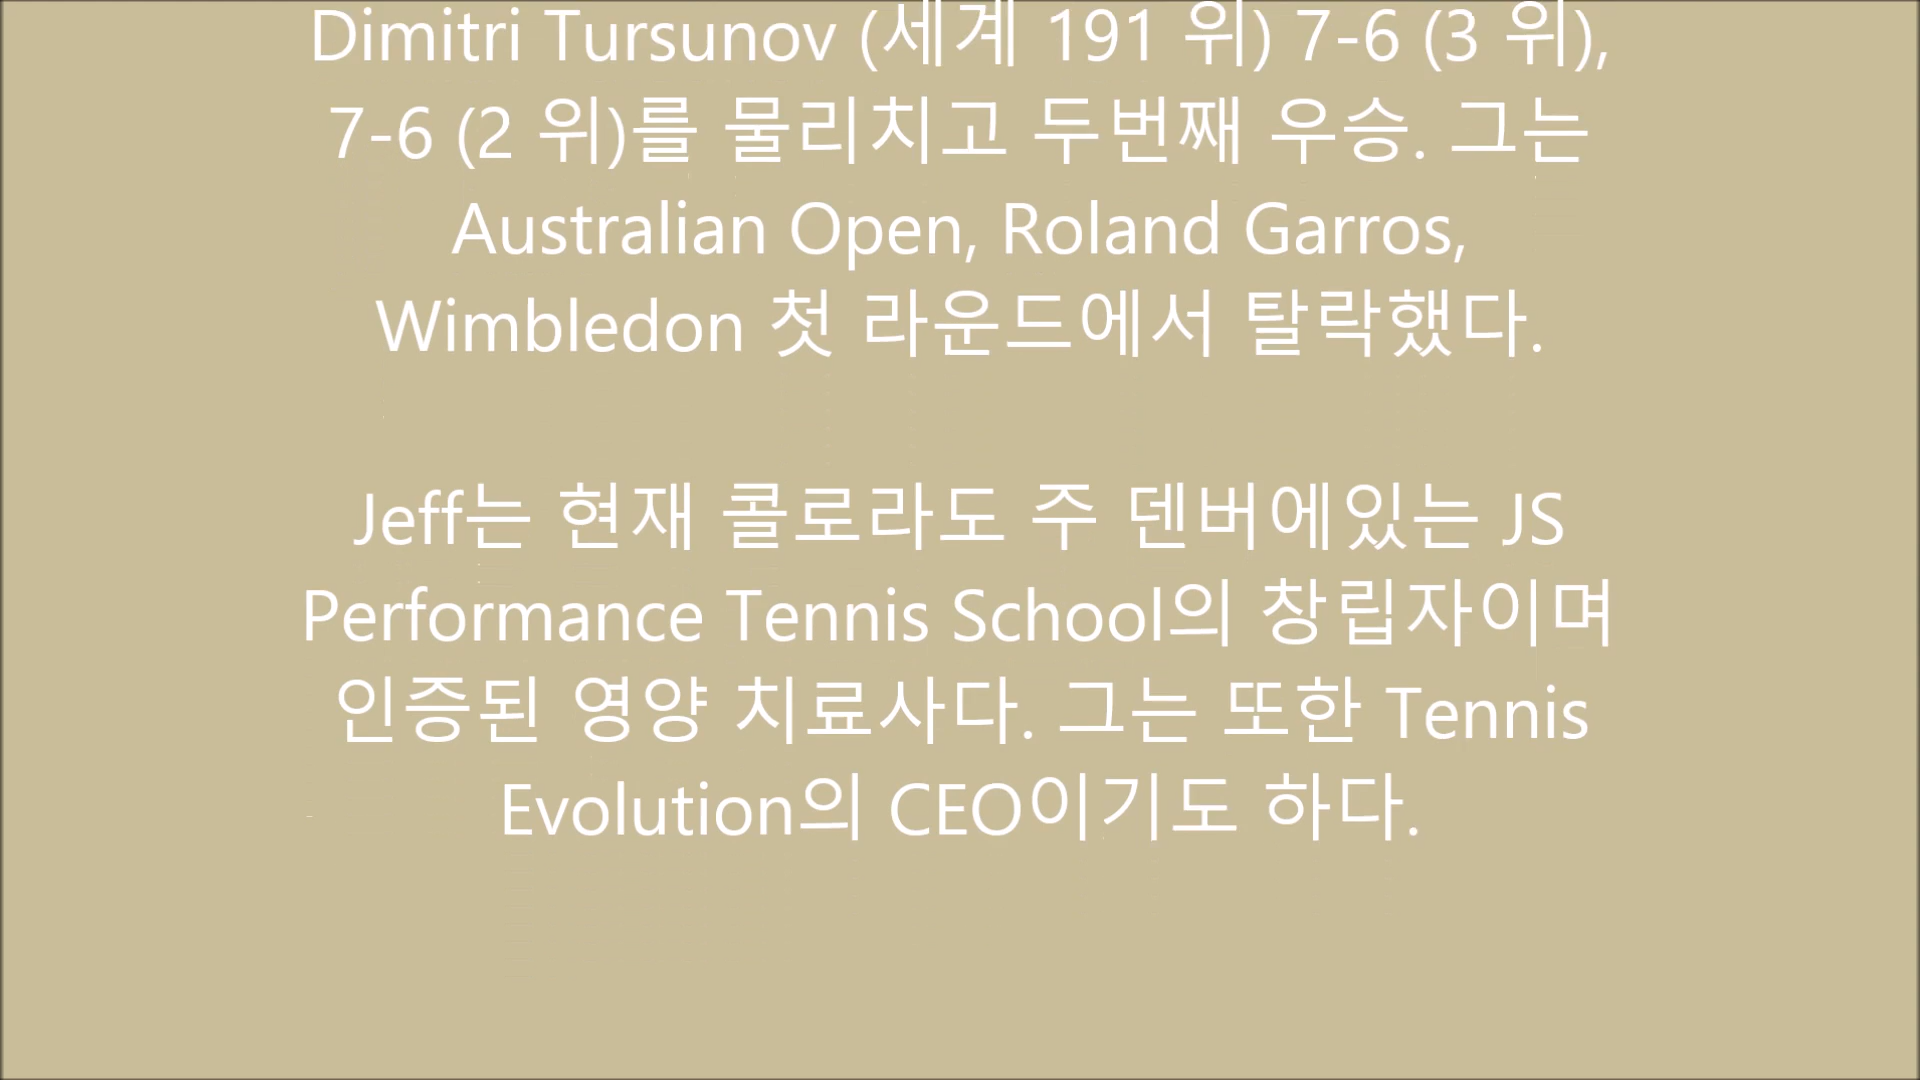 Dimitri Tursunov (세계 191 위) 7-6 (3 위),
7-6 (2 위)를 물리치고 두번째 우승. 그는
Australian Open, Roland Garros,
Wimbledon 첫 라운드에서 탈락했다.
Jeff는 현재 콜로라도 주 덴버에있는 JS
Performance Tennis School의 창립자이며
인증된 영양 치료사다. 그는 또한 Tennis
Evolution의 CEO이기도 하다.